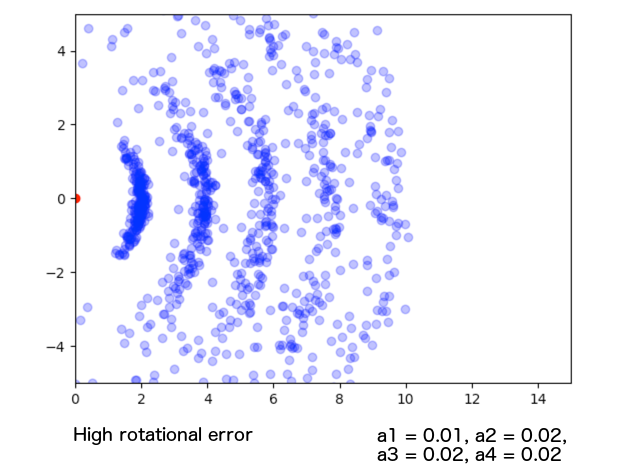 4
2
0
−2
−4
0 2 4 6 8 10 12 14
High rotational error
a1 = 0.01, a2 = 0.02,
a3 = 0.02, a4 = 0.02